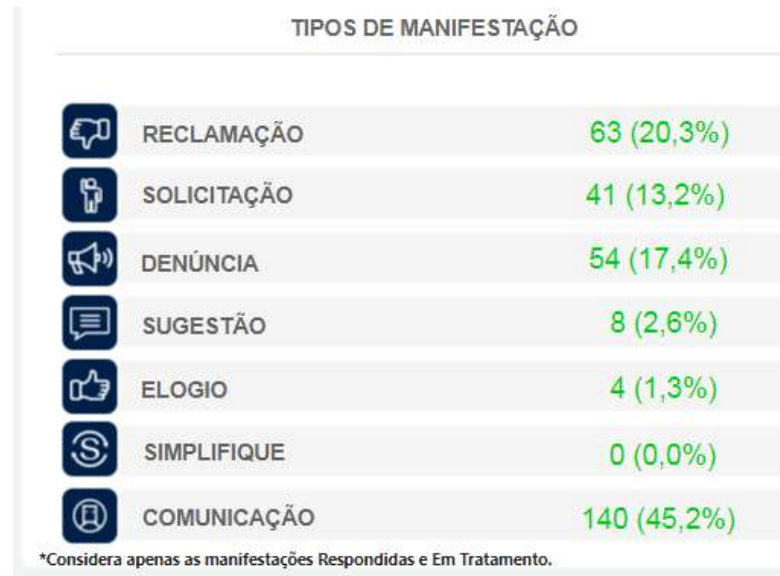 TIPOS DE MANIFESTAÇÃO
RECLAMAÇÃO 63 (20,3%)
SOLICITAÇÃO 41 (13,2%)
DENÚNCIA 54 (17,4%)
SUGESTÃO 8 (2,6%)
ELOGIO 4 (1,3%)
SIMPLIFIQUE 0 (0,0%)
COMUNICAÇÃO 140 (45,2%)
*Considera apenas as manifestações Respondidas e Em Tratamento.